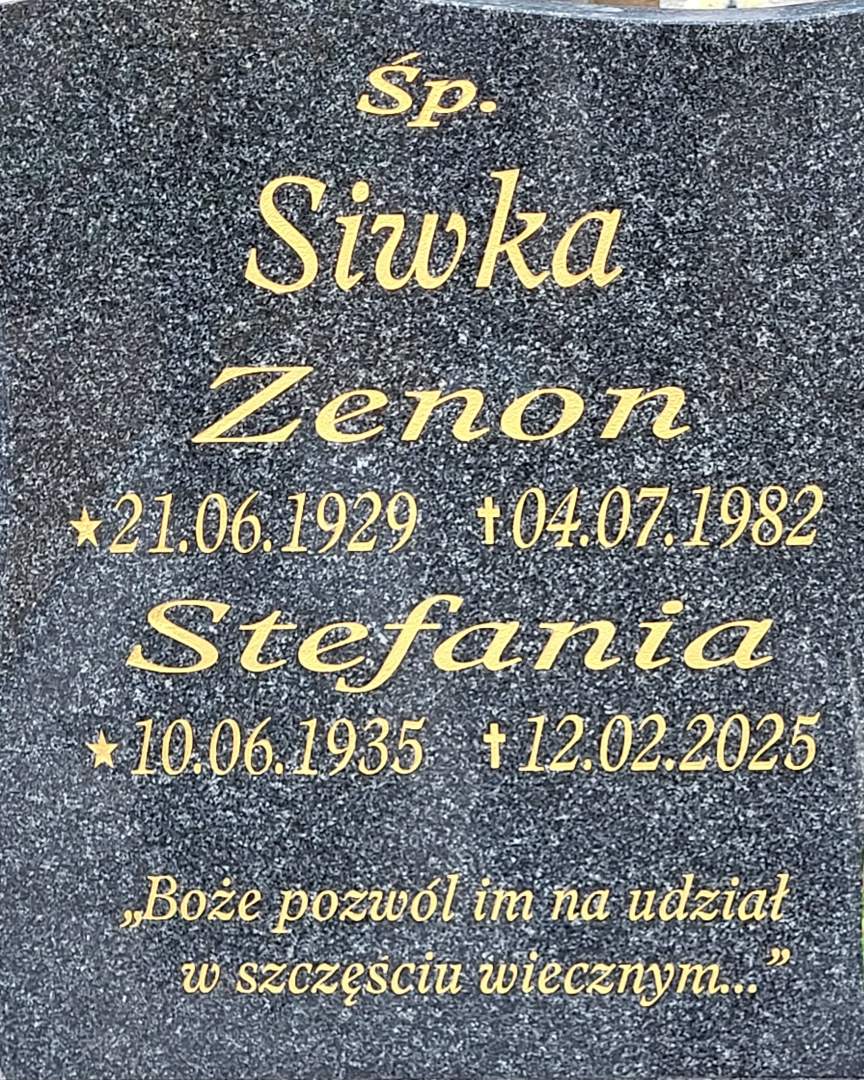 Śp.
Siwka
Zenon
★21.06.1929 ✝04.07.1982
Stefania
★10.06.1935 ✝12.02.2025
„Boże pozwól im na udział
w szczęściu wiecznym...”